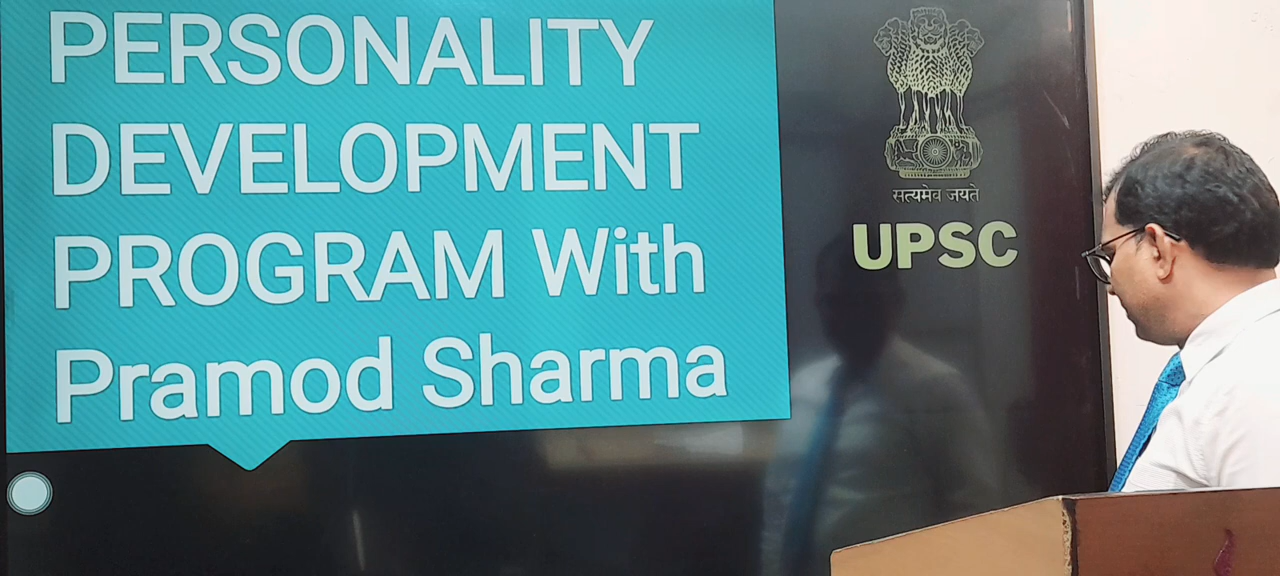 PERSONALITY
DEVELOPMENT
PROGRAM With
Pramod Sharma
सत्यमेव जयते
UPSC